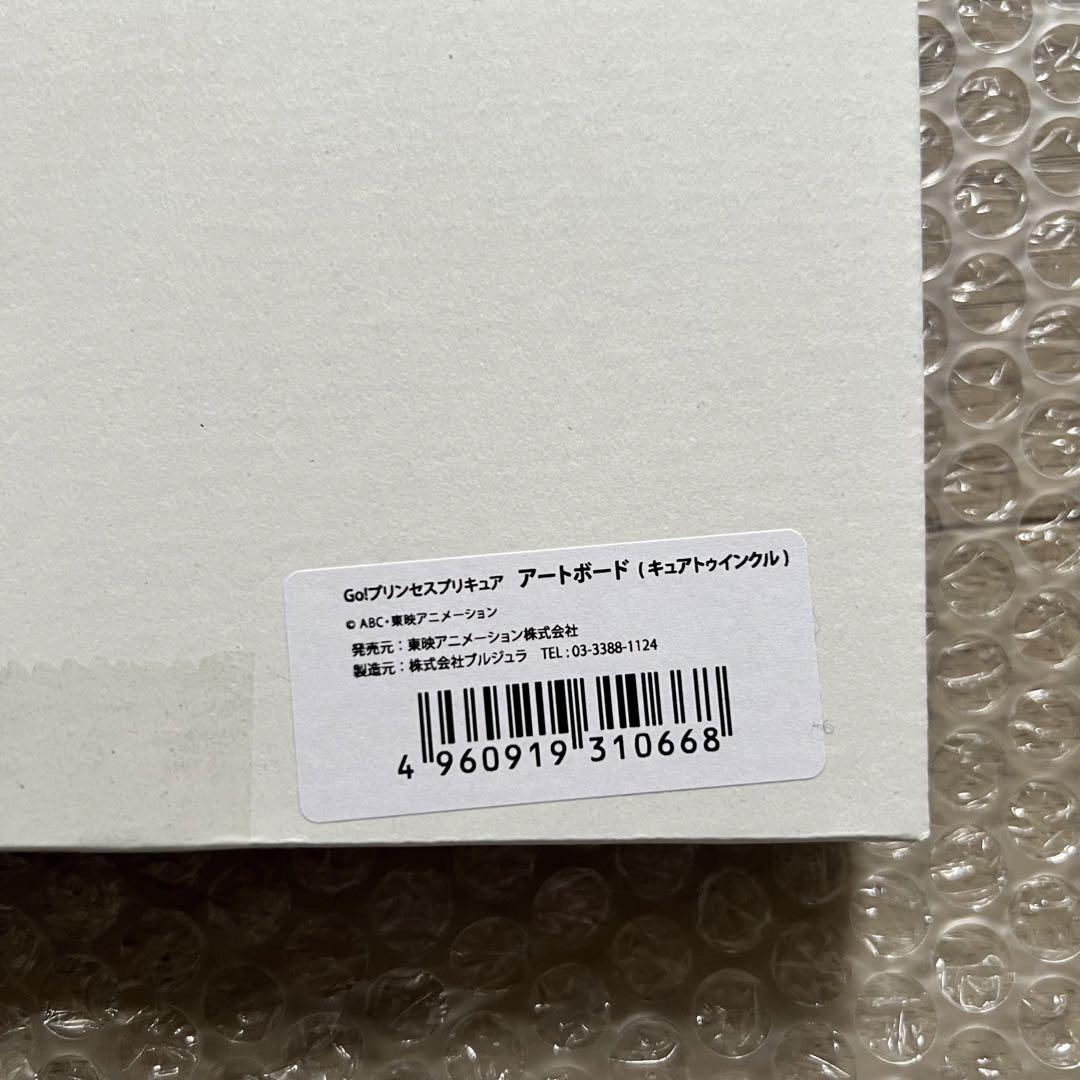 Go!プリンセスプリキュア アートボード (キュアトゥインクル)
© ABC・東映アニメーション
発売元：東映アニメーション株式会社
製造元：株式会社ブルジュラ TEL：03-3388-1124
4 960919 310668